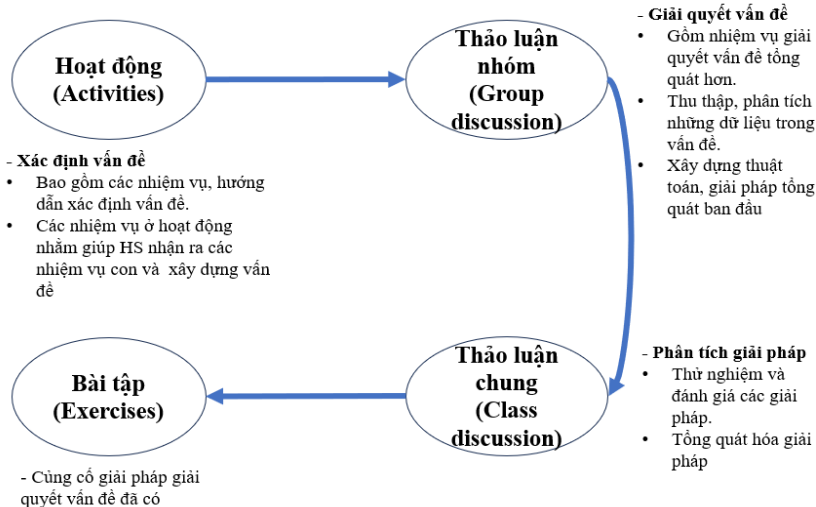 Hoạt động
(Activities)
Thảo luận
nhóm
(Group
discussion)
- Giải quyết vấn đề
• Gồm nhiệm vụ giải
quyết vấn đề tổng
quát hơn.
• Thu thập, phân tích
những dữ liệu trong
vấn đề.
• Xây dựng thuật
toán, giải pháp tổng
quát ban đầu
- Xác định vấn đề
• Bao gồm các nhiệm vụ, hướng
dẫn xác định vấn đề.
• Các nhiệm vụ ở hoạt động
nhằm giúp HS nhận ra các
nhiệm vụ con và xây dựng vấn
đề
Bài tập
(Exercises)
Thảo luận
chung
(Class
discussion)
- Phân tích giải pháp
• Thử nghiệm và
đánh giá các giải
pháp.
• Tổng quát hóa giải
pháp
- Củng cố giải pháp giải
quyết vấn đề đã có